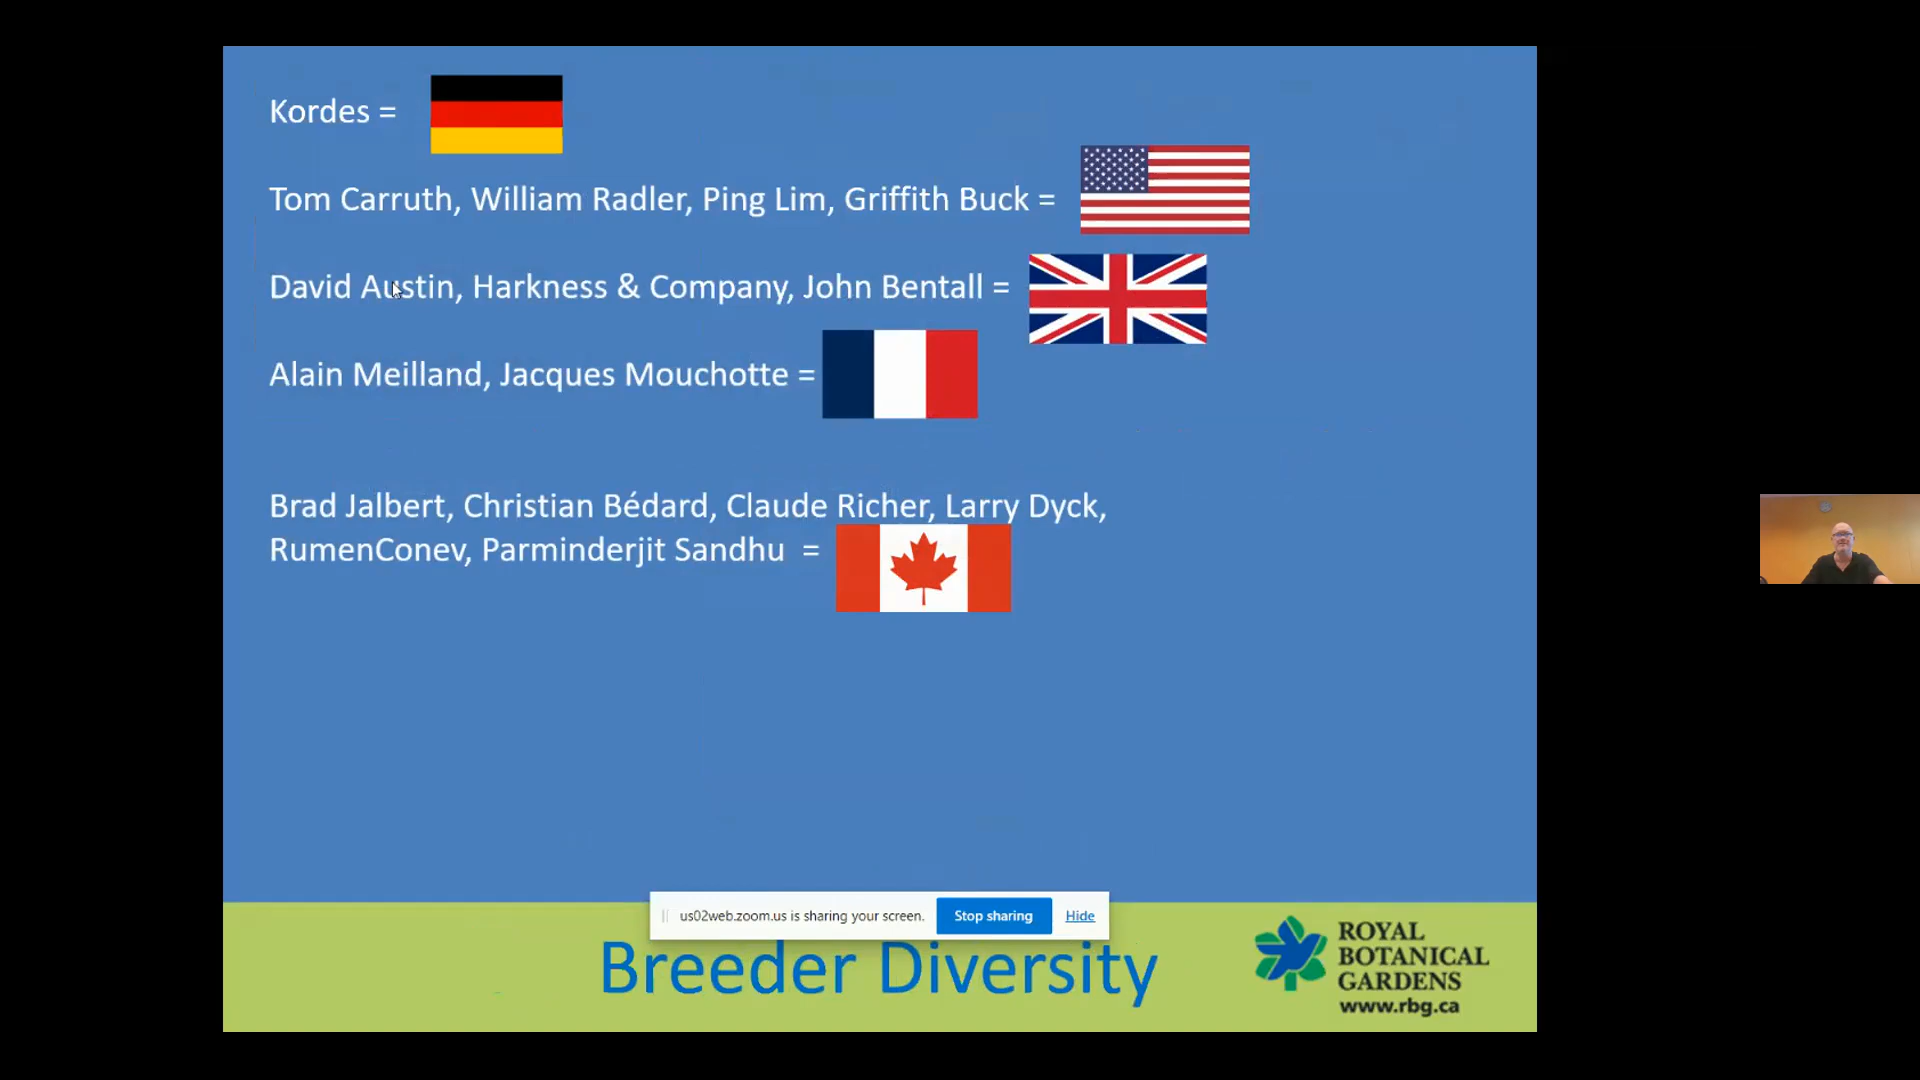 Kordes =
Tom Carruth, William Radler, Ping Lim, Griffith Buck =
David Austin, Harkness & Company, John Bentall =
Alain Meilland, Jacques Mouchotte =
Brad Jalbert, Christian Bédard, Claude Richer, Larry Dyck,
RumenConev, Parminderjit Sandhu =
us02web.zoom.us is sharing your screen. Stop sharing Hide
Breeder Diversity
ROYAL
BOTANICAL
GARDENS
www.rbg.ca